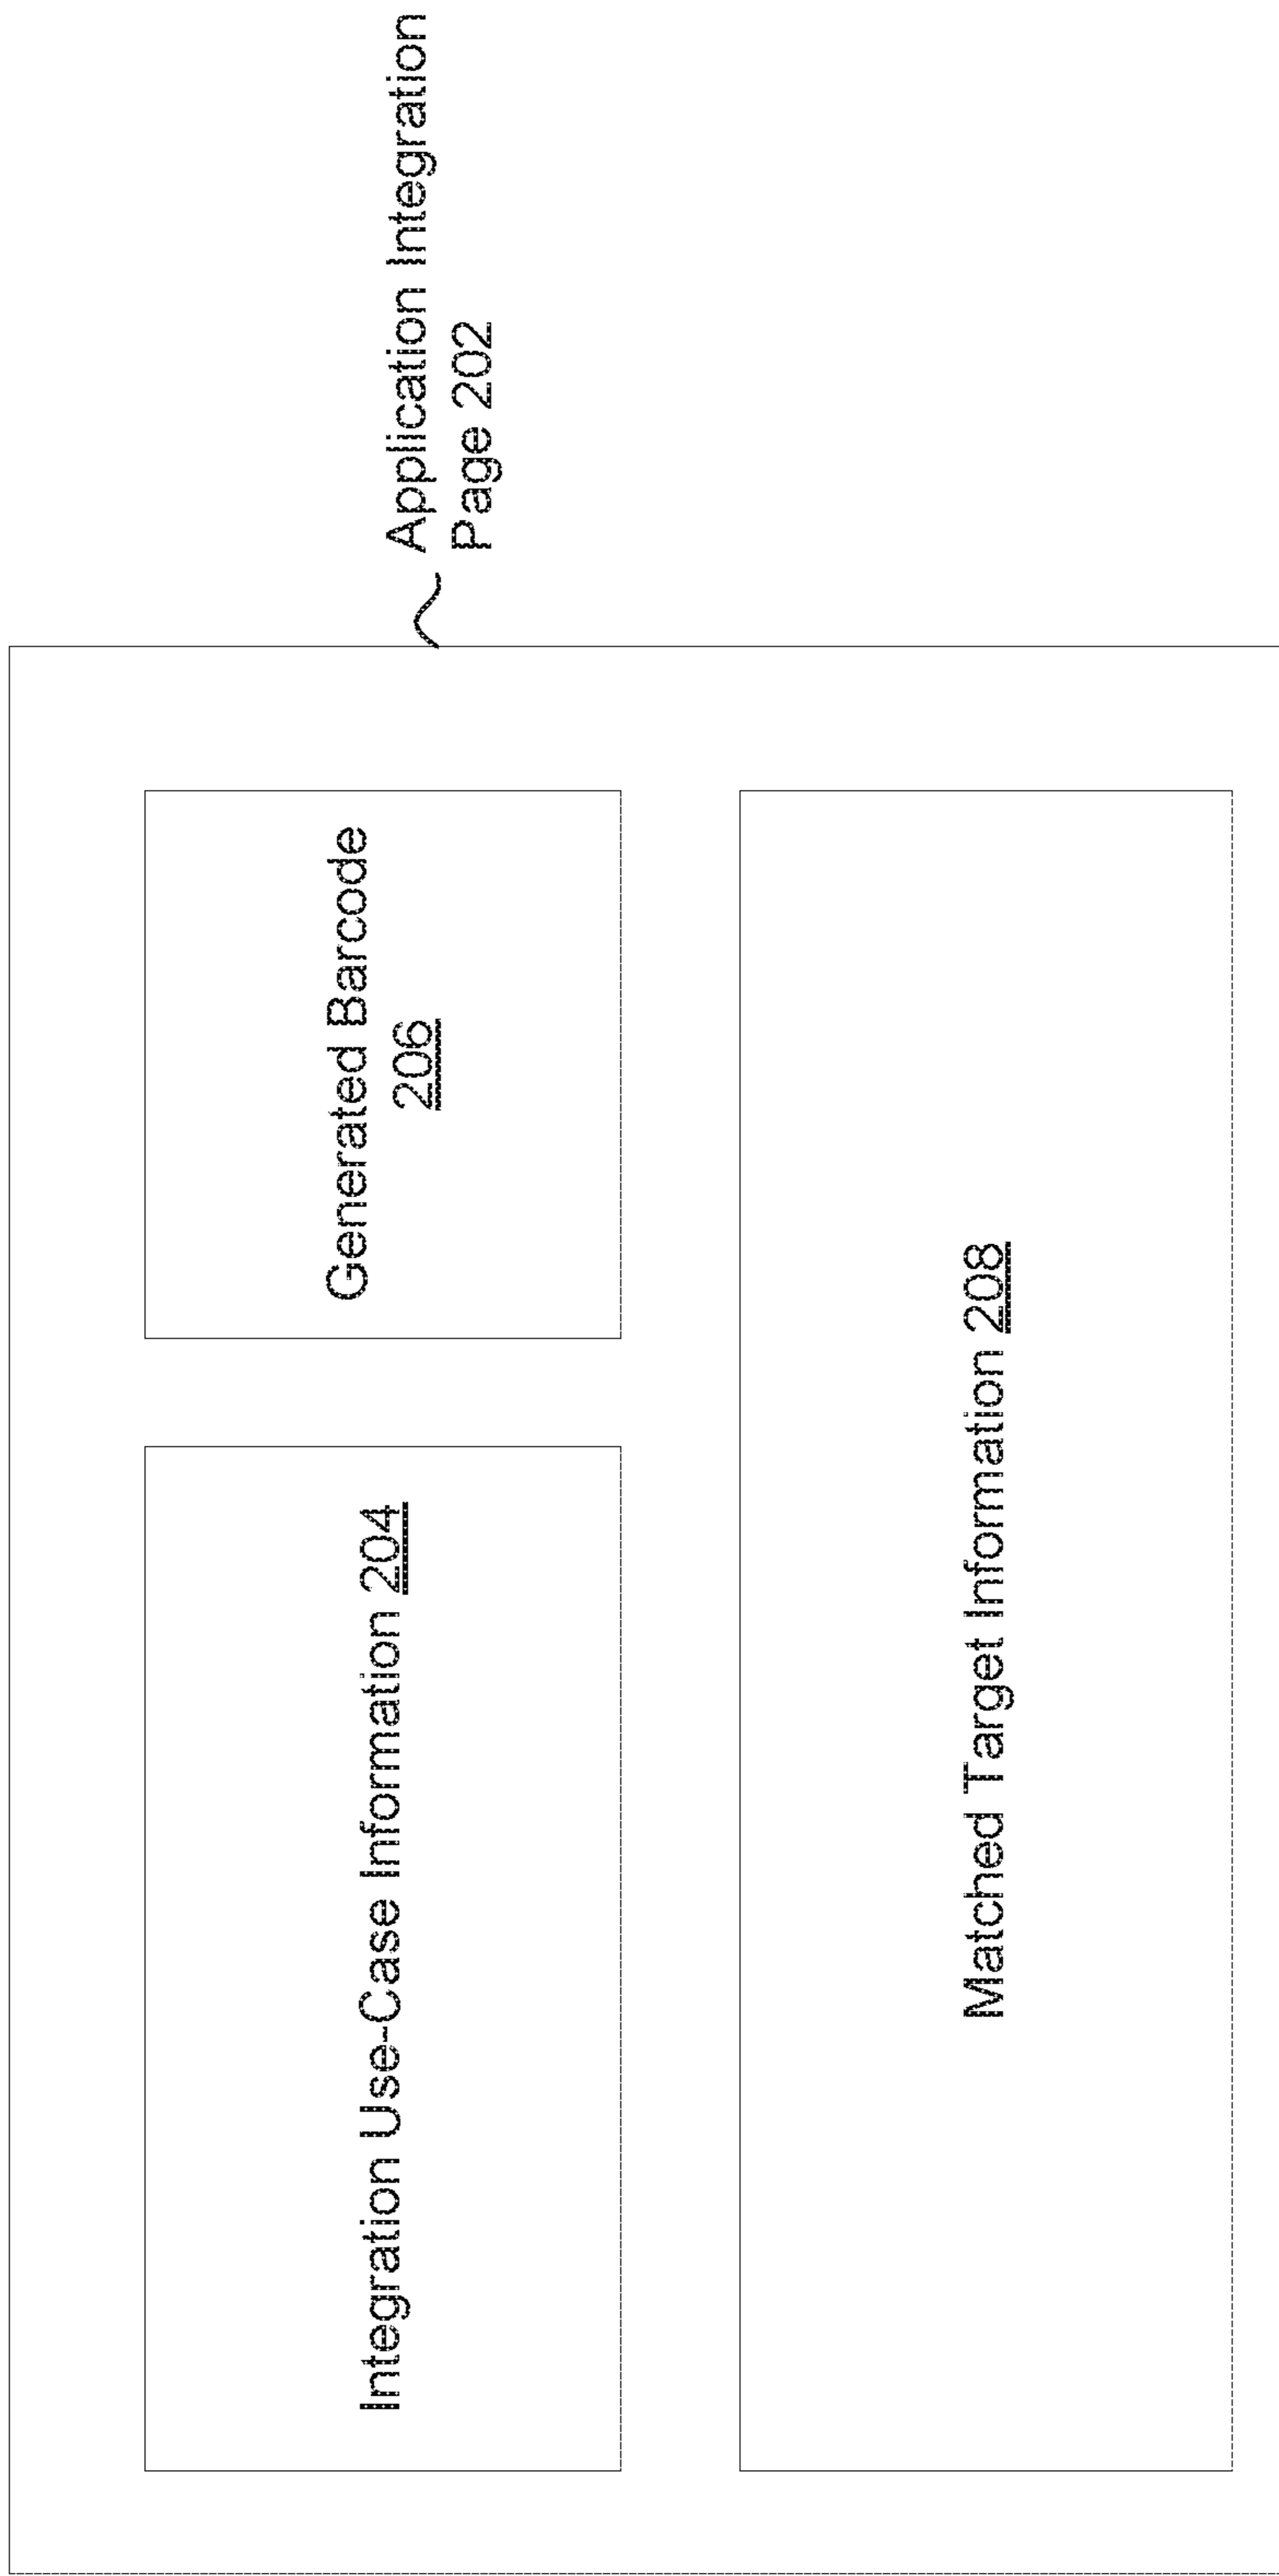 Application Integration
Page 202
Integration Use-Case Information 204
Generated Barcode
206
Matched Target Information 208